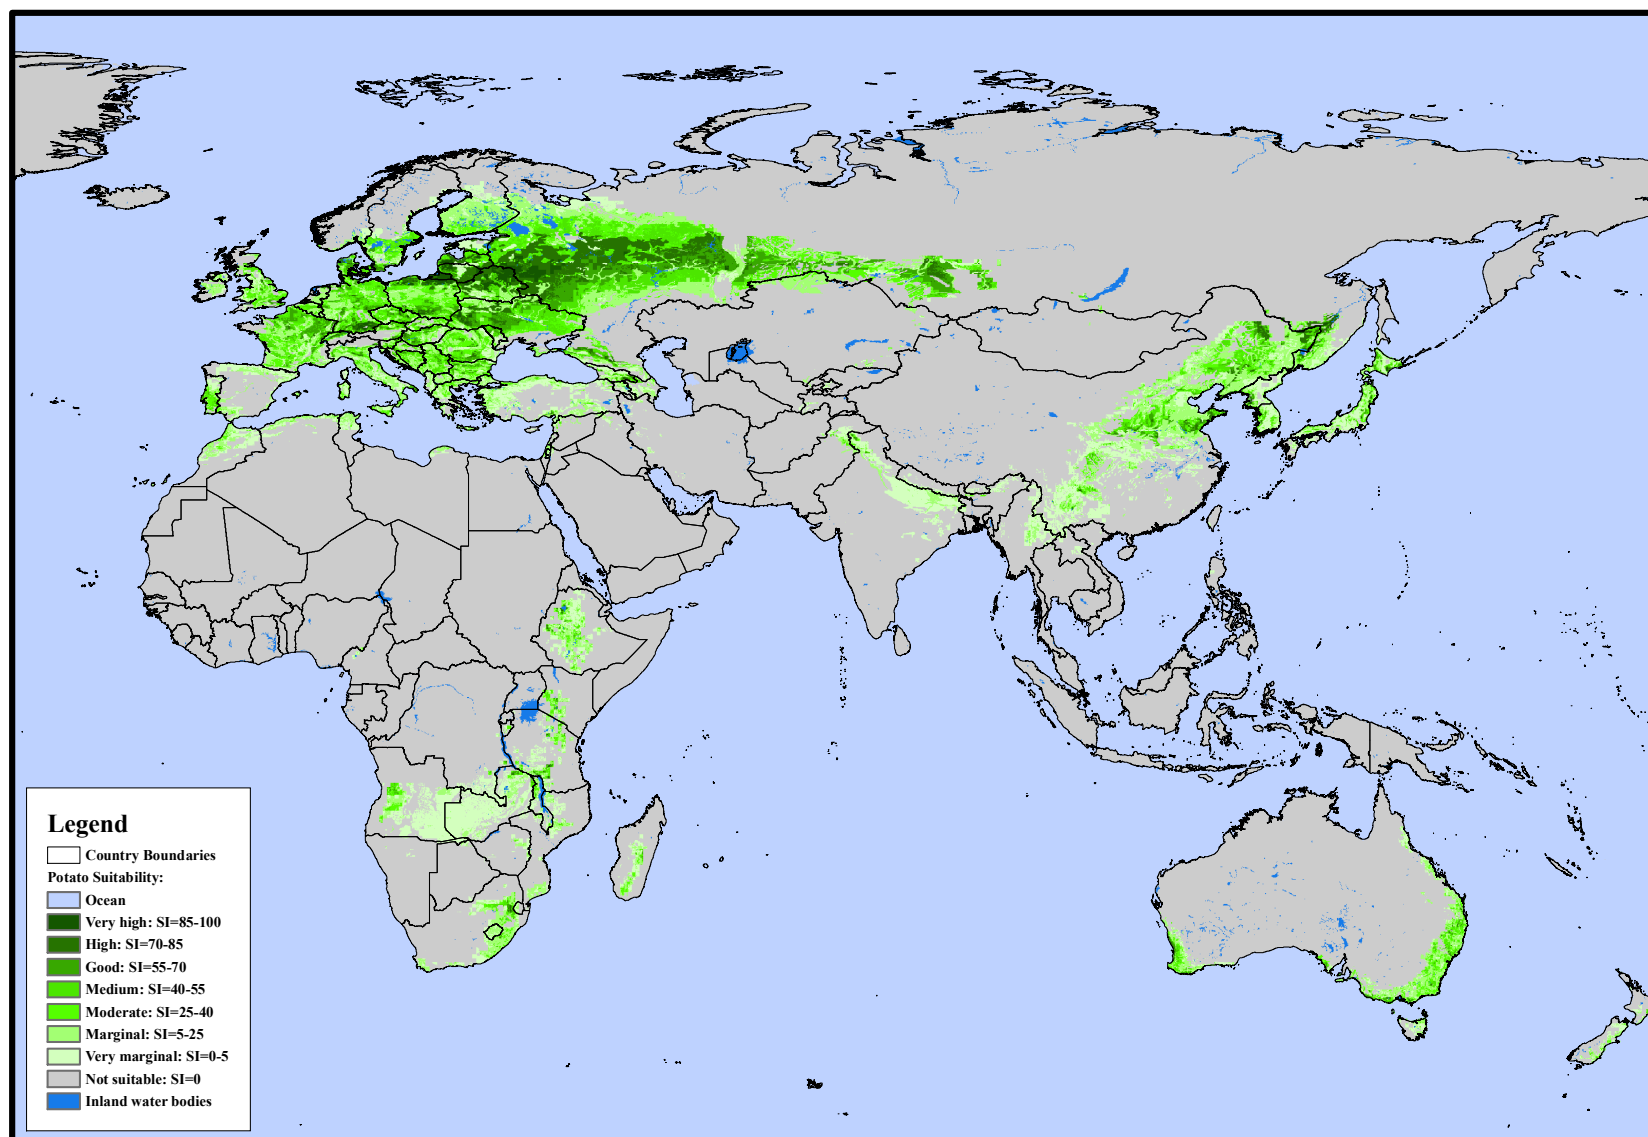 Legend
Country Boundaries
Potato Suitability:
Ocean
Very high: SI=85-100
High: SI=70-85
Good: SI=55-70
Medium: SI=40-55
Moderate: SI=25-40
Marginal: SI=5-25
Very marginal: SI=0-5
Not suitable: SI=0
Inland water bodies